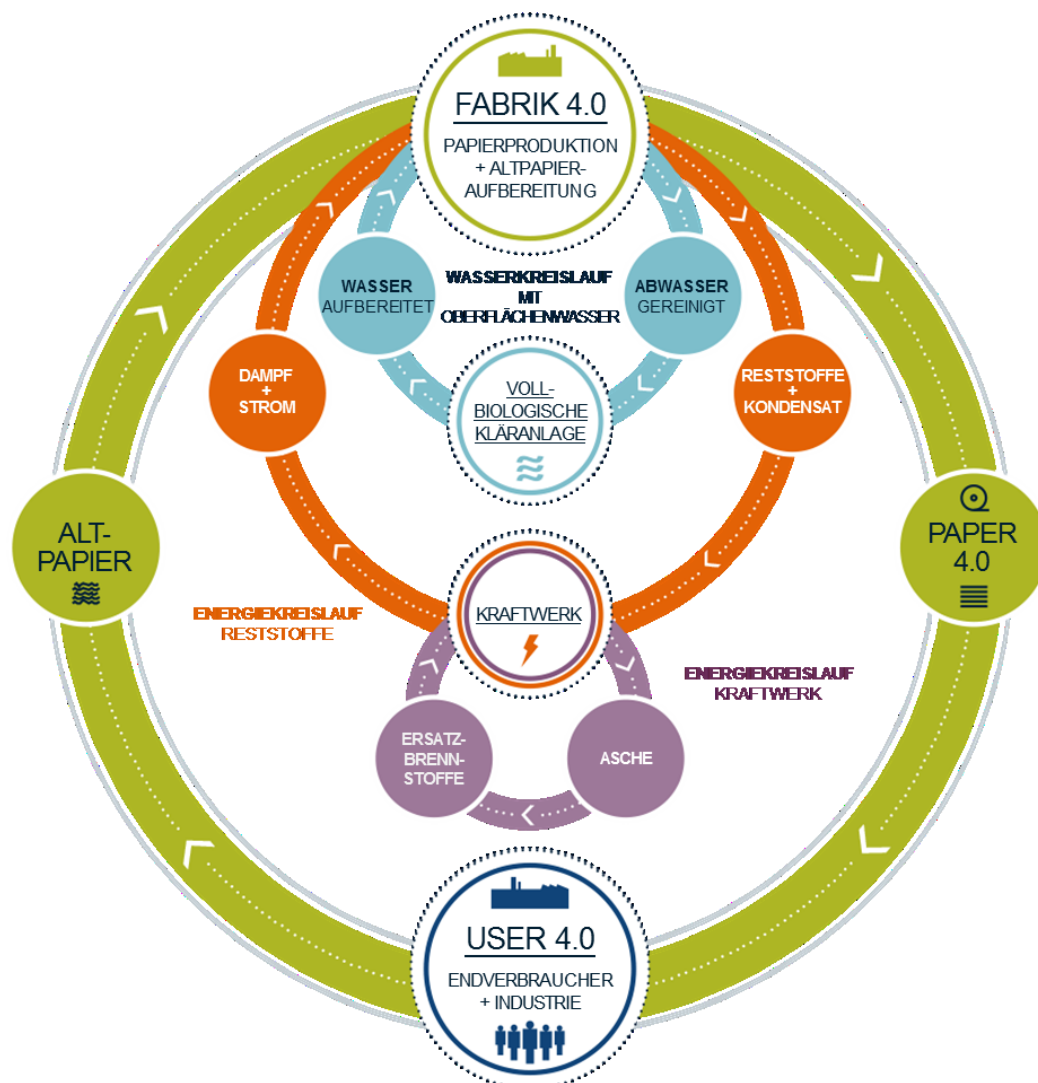 FABRIK 4.0
PAPIERPRODUKTION
+ ALTPAPIER-
AUFBEREITUNG
WASSER
AUFBEREITET
WASSERKREISLAUF
MIT
OBERFLÄCHENWASSER
ABWASSER
GEREINIGT
DAMPF
+
STROM
VOLL-
BIOLOGISCHE
KLÄRANLAGE
RESTSTOFFE
+
KONDENSAT
ALT-
PAPIER
PAPER
4.0
KRAFTWERK
ENERGIEKREISLAUF
RESTSTOFFE
ENERGIEKREISLAUF
KRAFTWERK
ERSATZ-
BRENN-
STOFFE
ASCHE
USER 4.0
ENDVERBRAUCHER
+ INDUSTRIE